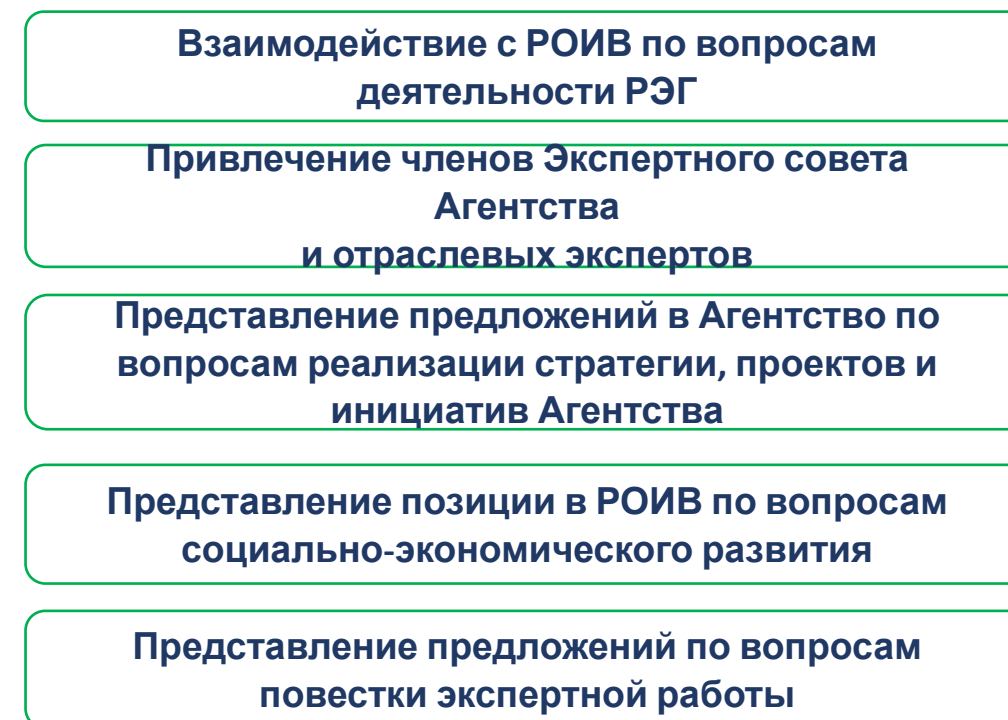 Взаимодействие с РОИВ по вопросам
деятельности РЭГ
Привлечение членов Экспертного совета
Агентства
и отраслевых экспертов
Представление предложений в Агентство по
вопросам реализации стратегии, проектов и
инициатив Агентства
Представление позиции в РОИВ по вопросам
социально-экономического развития
Представление предложений по вопросам
повестки экспертной работы